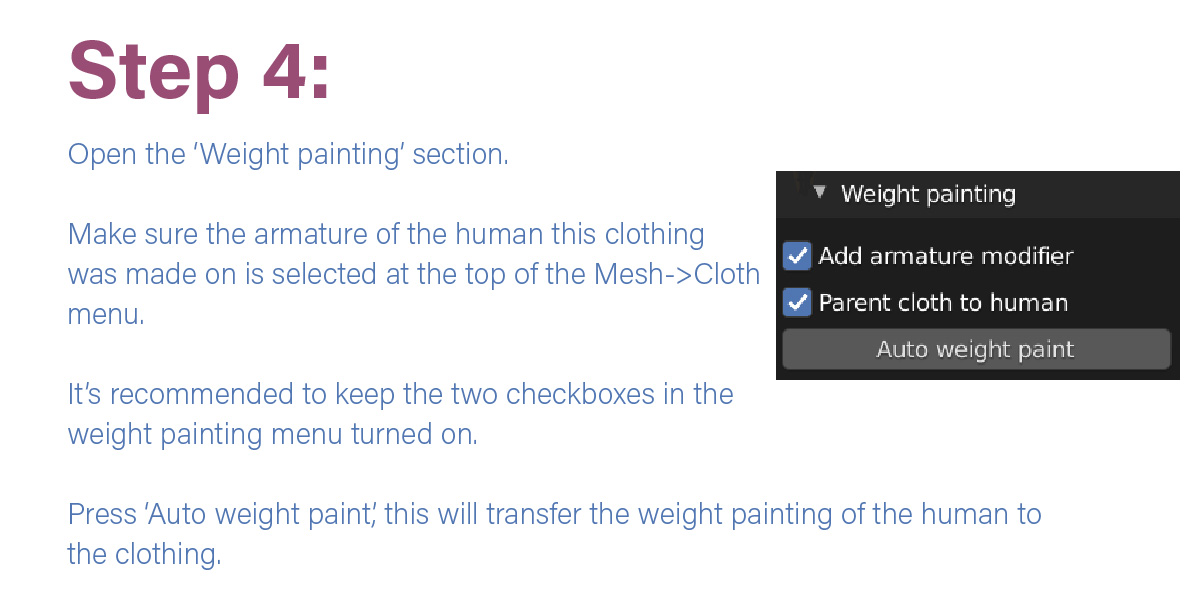 Step 4:
Open the ‘Weight painting’ section.
Make sure the armature of the human this clothing
was made on is selected at the top of the Mesh->Cloth
menu.
It’s recommended to keep the two checkboxes in the
weight painting menu turned on.
Press ‘Auto weight paint’, this will transfer the weight painting of the human to
the clothing.
Weight painting
Add armature modifier
Parent cloth to human
Auto weight paint